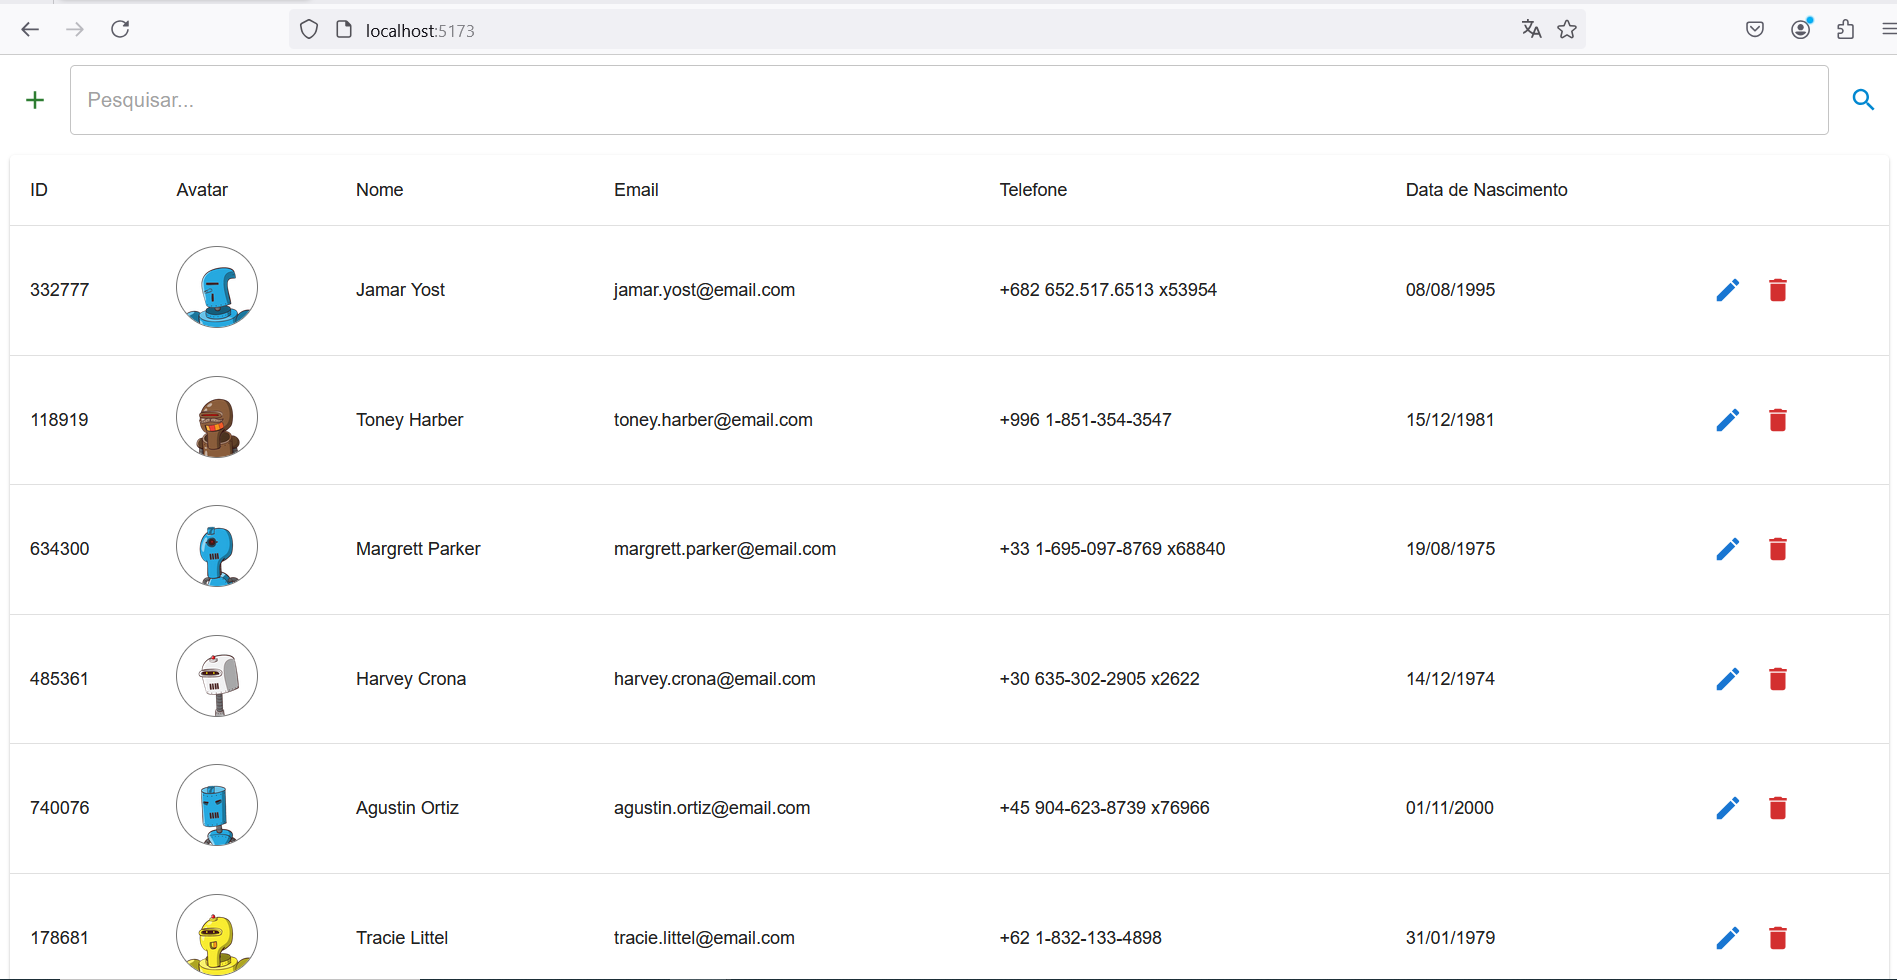 localhost:5173
Pesquisar...
ID Avatar Nome Email Telefone Data de Nascimento
332777 Jamar Yost jamar.yost@email.com +682 652.517.6513 x53954 08/08/1995
118919 Toney Harber toney.harber@email.com +996 1-851-354-3547 15/12/1981
634300 Margrett Parker margrett.parker@email.com +33 1-695-097-8769 x68840 19/08/1975
485361 Harvey Crona harvey.crona@email.com +30 635-302-2905 x2622 14/12/1974
740076 Agustin Ortiz agustin.ortiz@email.com +45 904-623-8739 x76966 01/11/2000
178681 Tracie Littel tracie.littel@email.com +62 1-832-133-4898 31/01/1979